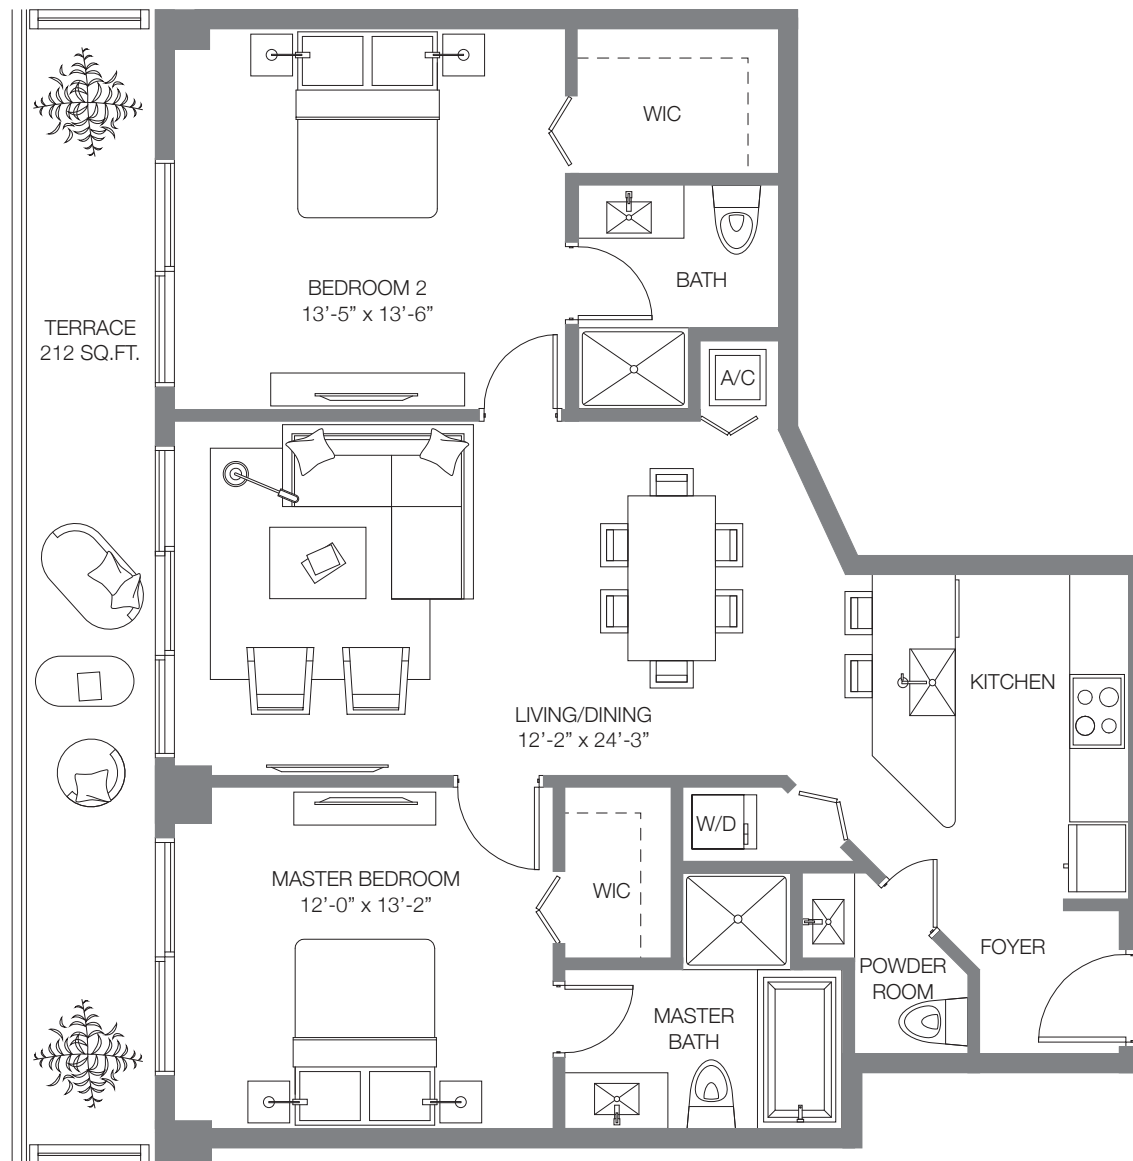 WIC
BATH
BEDROOM 2
13’-5” x 13’-6”
TERRACE
212 SQ.FT.
A/C
KITCHEN
LIVING/DINING
12’-2” x 24’-3”
W/D
MASTER BEDROOM
12’-0” x 13’-2”
WIC
FOYER
POWDER
ROOM
MASTER
BATH